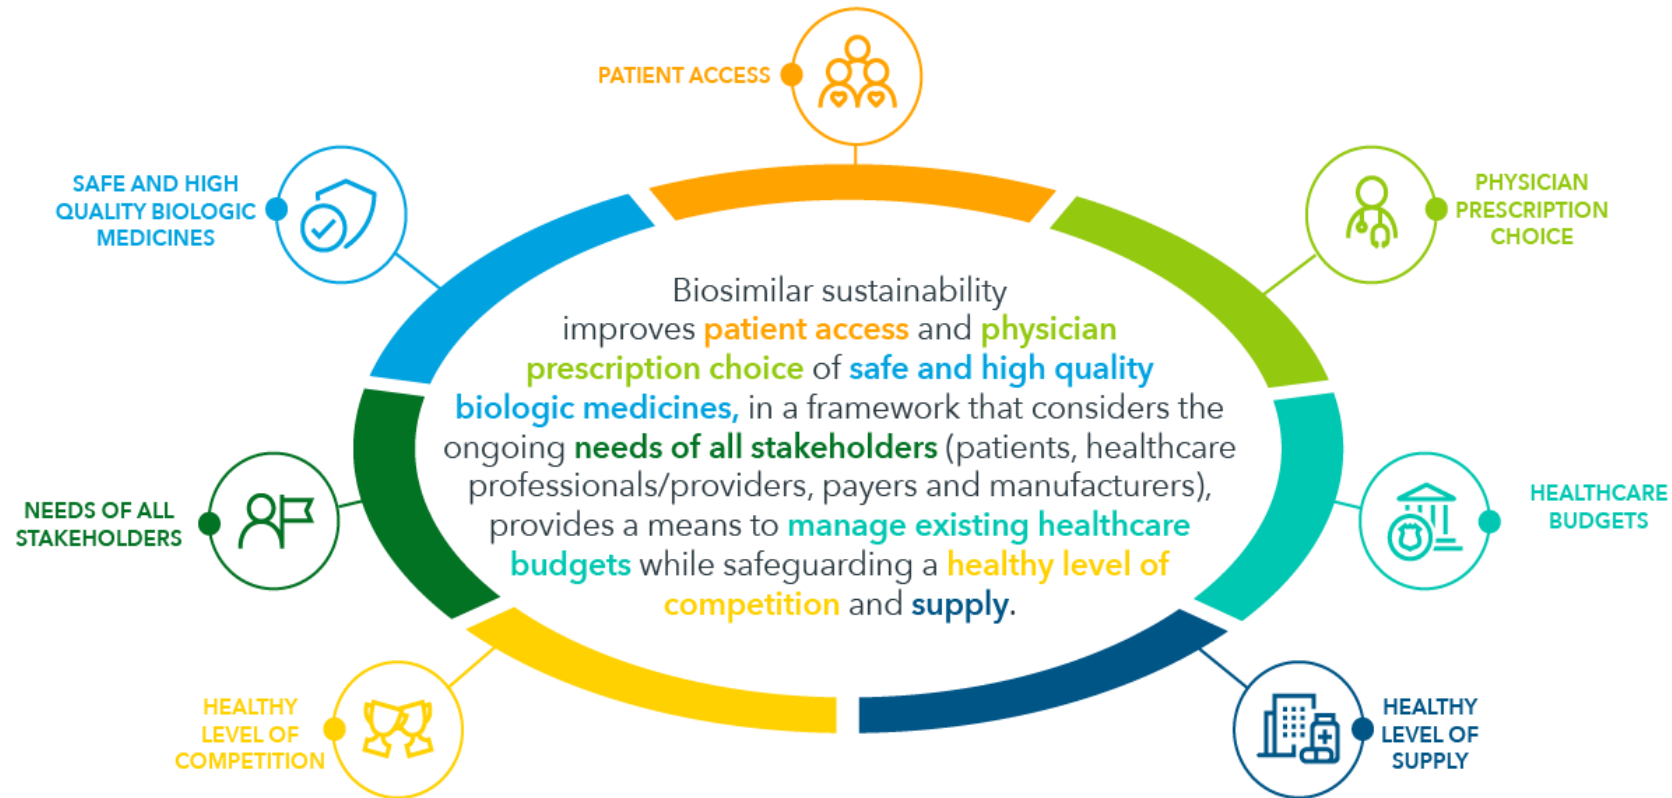 PATIENT ACCESS
SAFE AND HIGH
QUALITY BIOLOGIC
MEDICINES
PHYSICIAN
PRESCRIPTION
CHOICE
Biosimilar sustainability
improves patient access and physician
prescription choice of safe and high quality
biologic medicines, in a framework that considers the
ongoing needs of all stakeholders (patients, healthcare
professionals/providers, payers and manufacturers),
provides a means to manage existing healthcare
budgets while safeguarding a healthy level of
competition and supply.
NEEDS OF ALL
STAKEHOLDERS
HEALTHCARE
BUDGETS
HEALTHY
LEVEL OF
COMPETITION
HEALTHY
LEVEL OF
SUPPLY